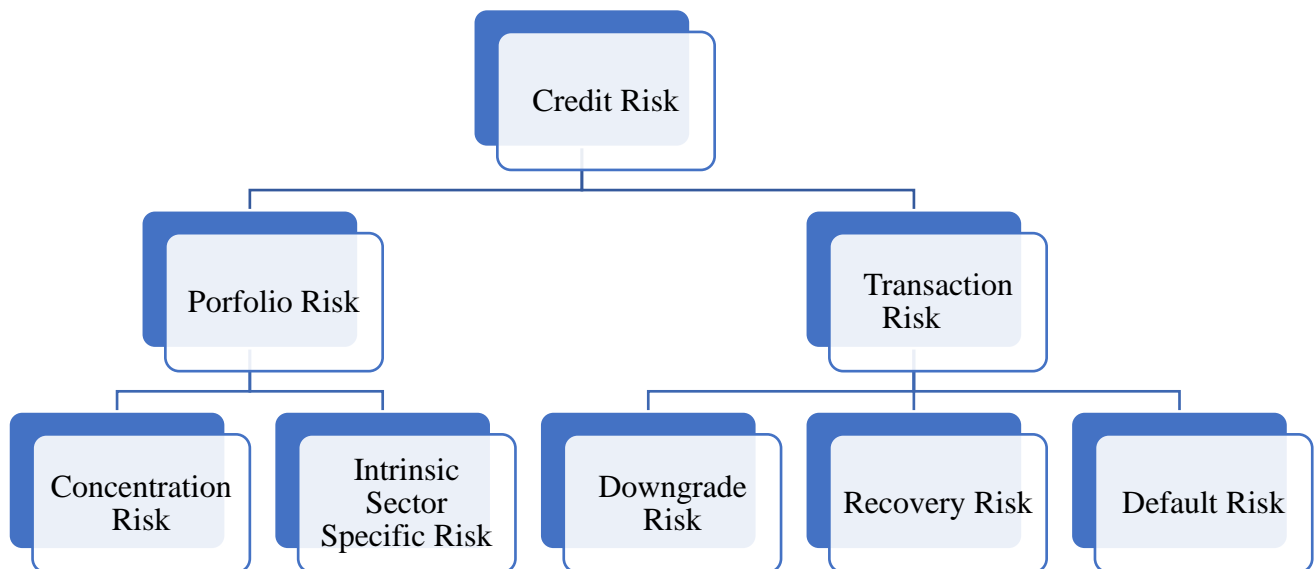 Credit Risk
Porfolio Risk
Transaction
Risk
Concentration
Risk
Intrinsic
Sector
Specific Risk
Downgrade
Risk
Recovery Risk
Default Risk